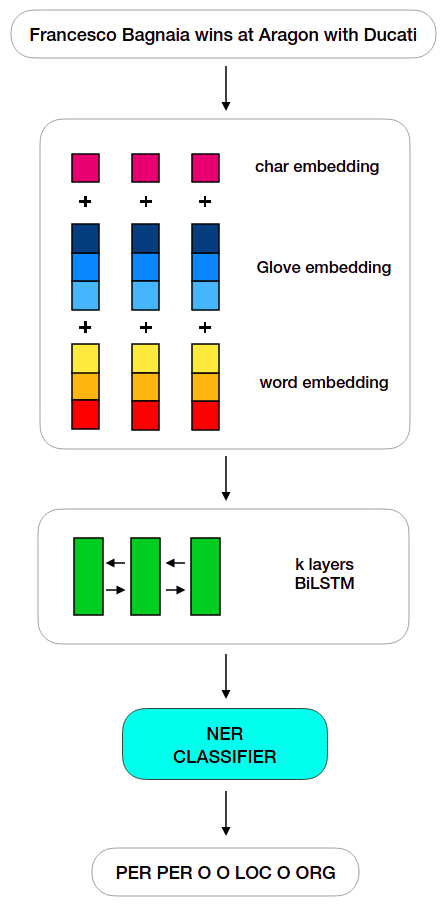 Francesco Bagnaia wins at Aragon with Ducati
char embedding
+ + +
Glove embedding
+ + +
word embedding
k layers
BiLSTM
NER
CLASSIFIER
PER PER O O LOC O ORG